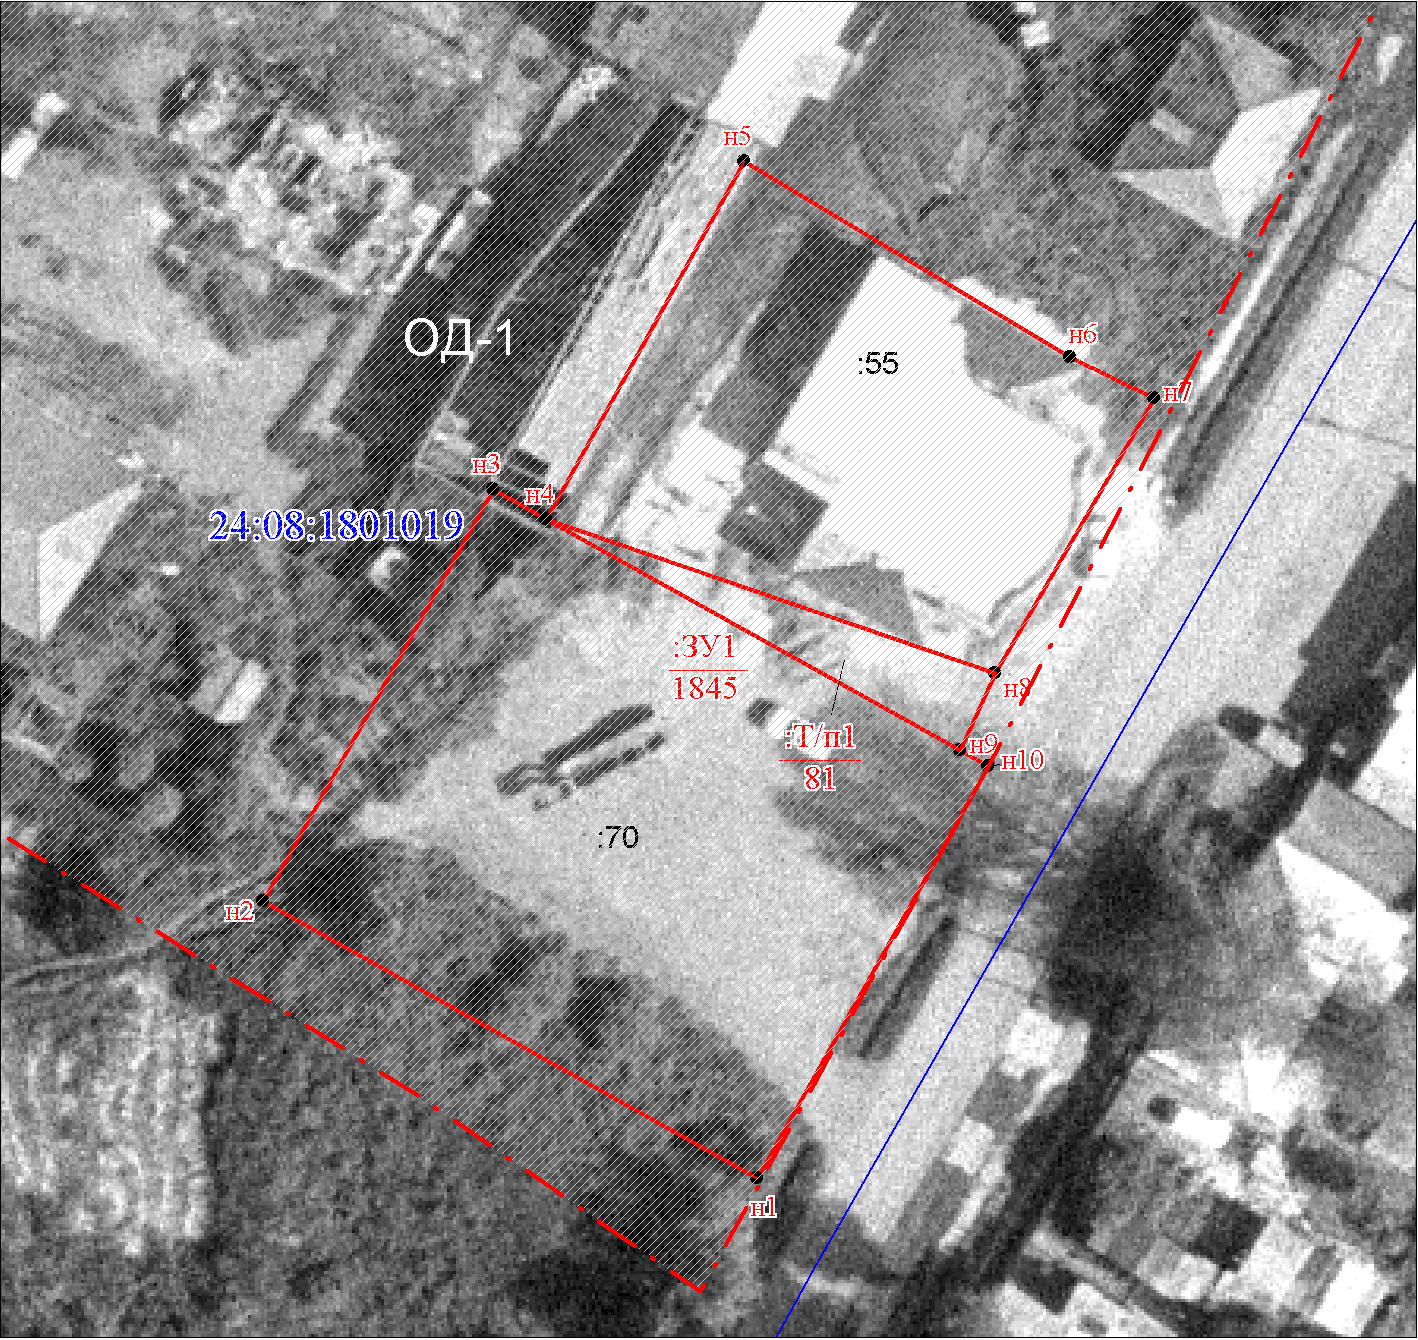 н5
ОД-1
н6
:55
н7
н3
н4
24:08:1801019
:ЗУ1
1845
н8
:Т/п1
81
н9
н10
:70
н2
н1